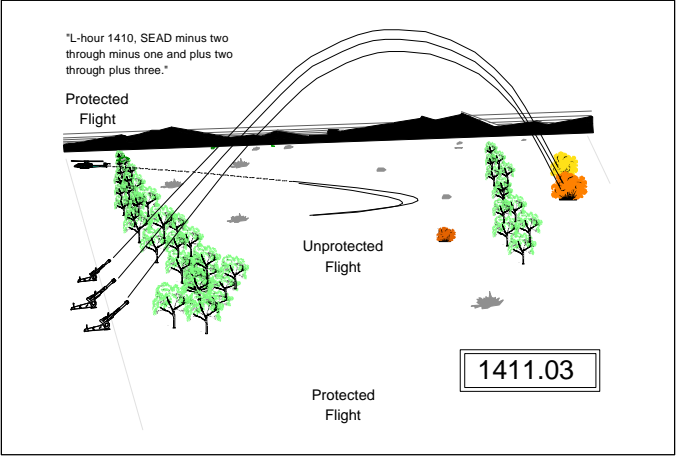 "L-hour 1410, SEAD minus two
through minus one and plus two
through plus three."
Protected
Flight
Unprotected
Flight
1411.03
Protected
Flight